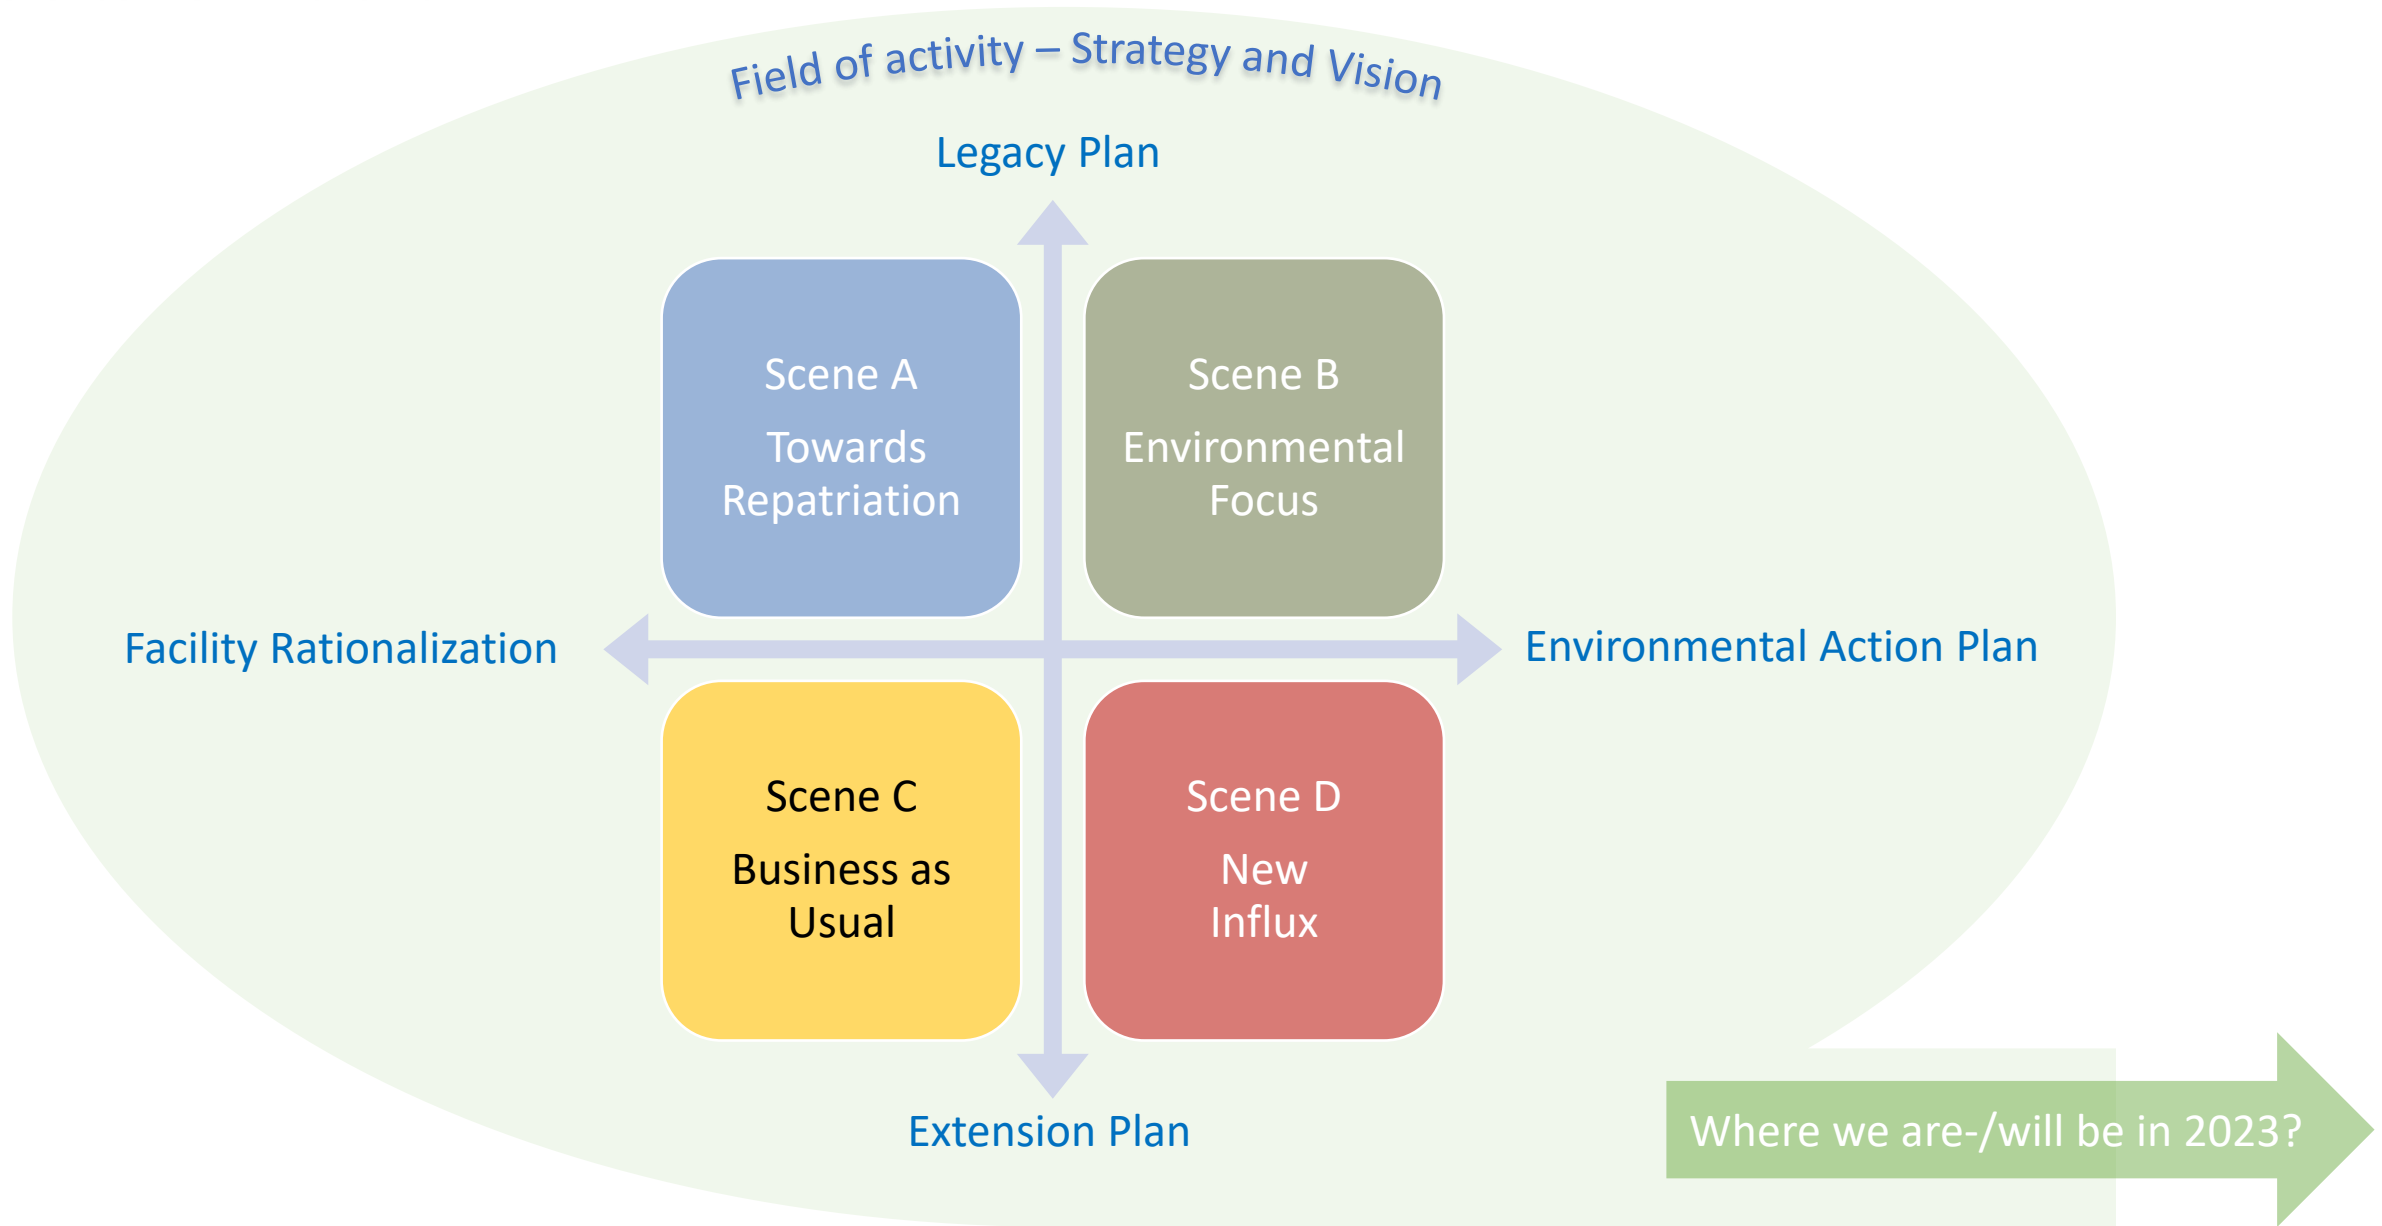 Field of activity – Strategy and Vision
Legacy Plan
Scene A
Towards
Repatriation
Scene B
Environmental
Focus
Facility Rationalization
Environmental Action Plan
Scene C
Business as
Usual
Scene D
New
Influx
Extension Plan
Where we are-/will be in 2023?